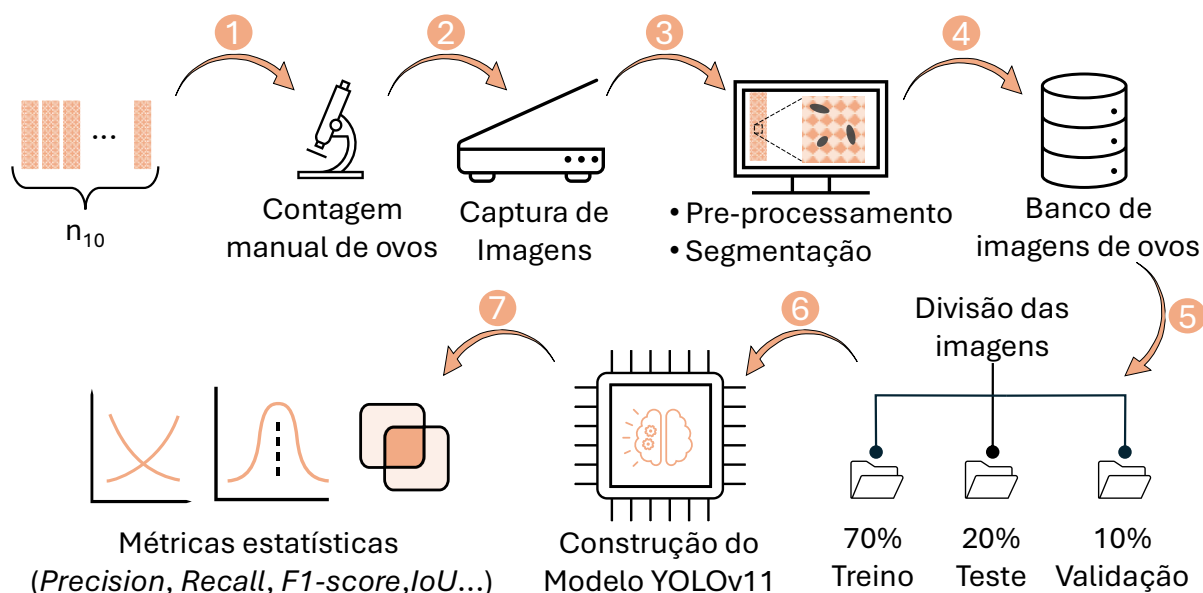 1
2
3
4
...
n10
Contagem
manual de ovos
Captura de
Imagens
• Pre-processamento
• Segmentação
Banco de
imagens de ovos
5
Divisão das
imagens
70%
Treino
20%
Teste
10%
Validação
6
Construção do
Modelo YOLOv11
7
Métricas estatísticas
(Precision, Recall, F1-score,IoU...)